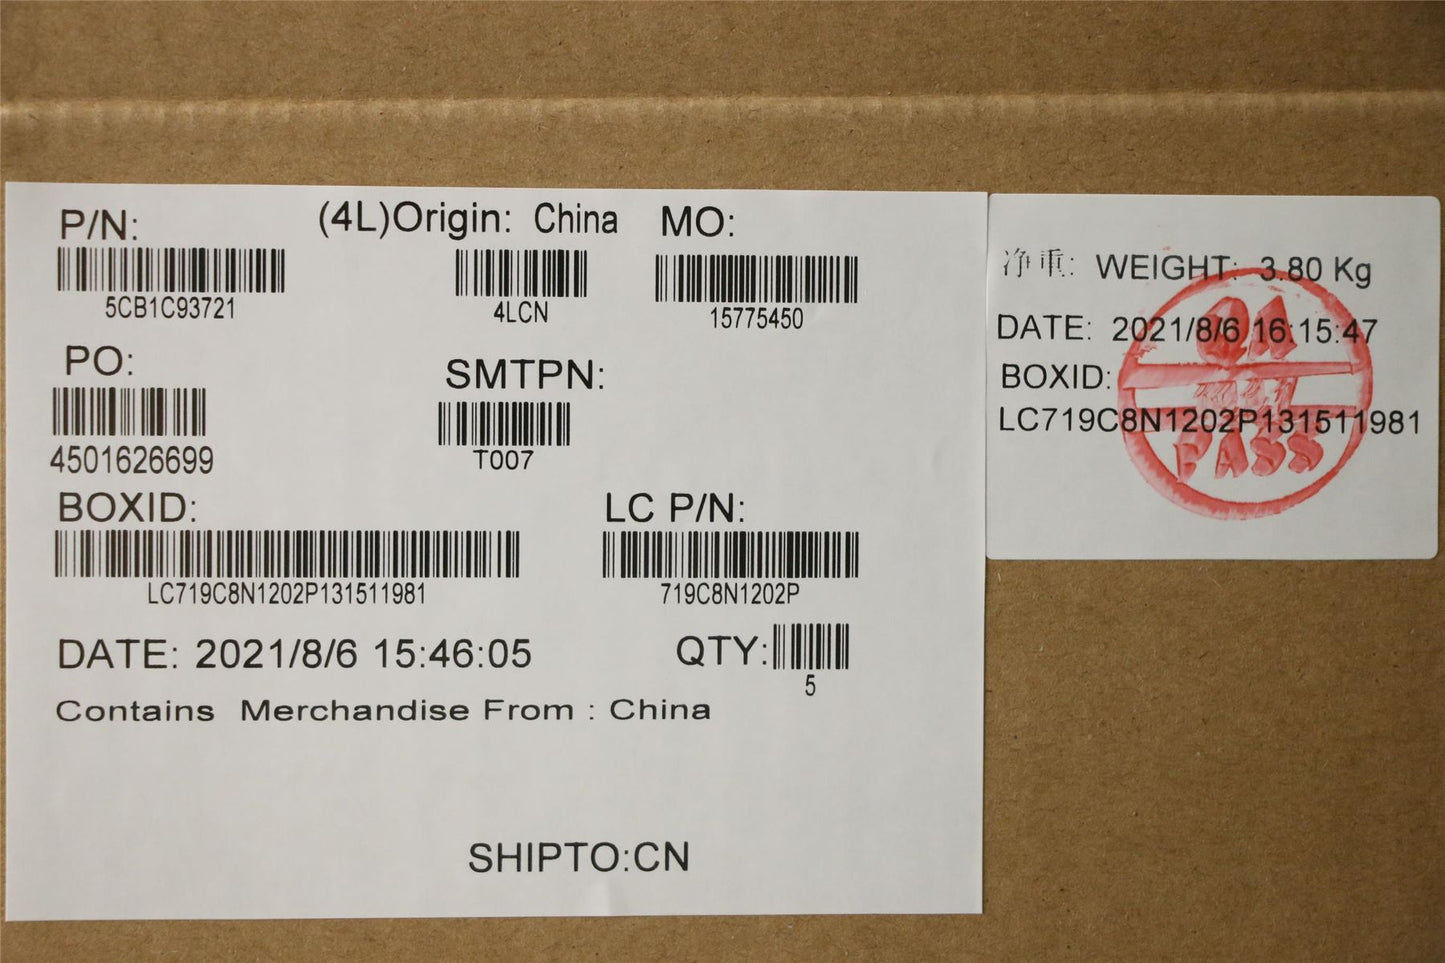 P/N: (4L)Origin: China MO:
5CB1C93721 4LCN 15775450
PO: SMTPN:
4501626699 T007
BOXID: LC P/N:
LC719C8N1202P131511981 719C8N1202P
DATE: 2021/8/6 15:46:05 QTY:
5
Contains Merchandise From : China
SHIPTO:CN
净重: WEIGHT: 3.80 Kg
DATE: 2021/8/6 16:15:47
BOXID:
LC719C8N1202P131511981
QA
PASS